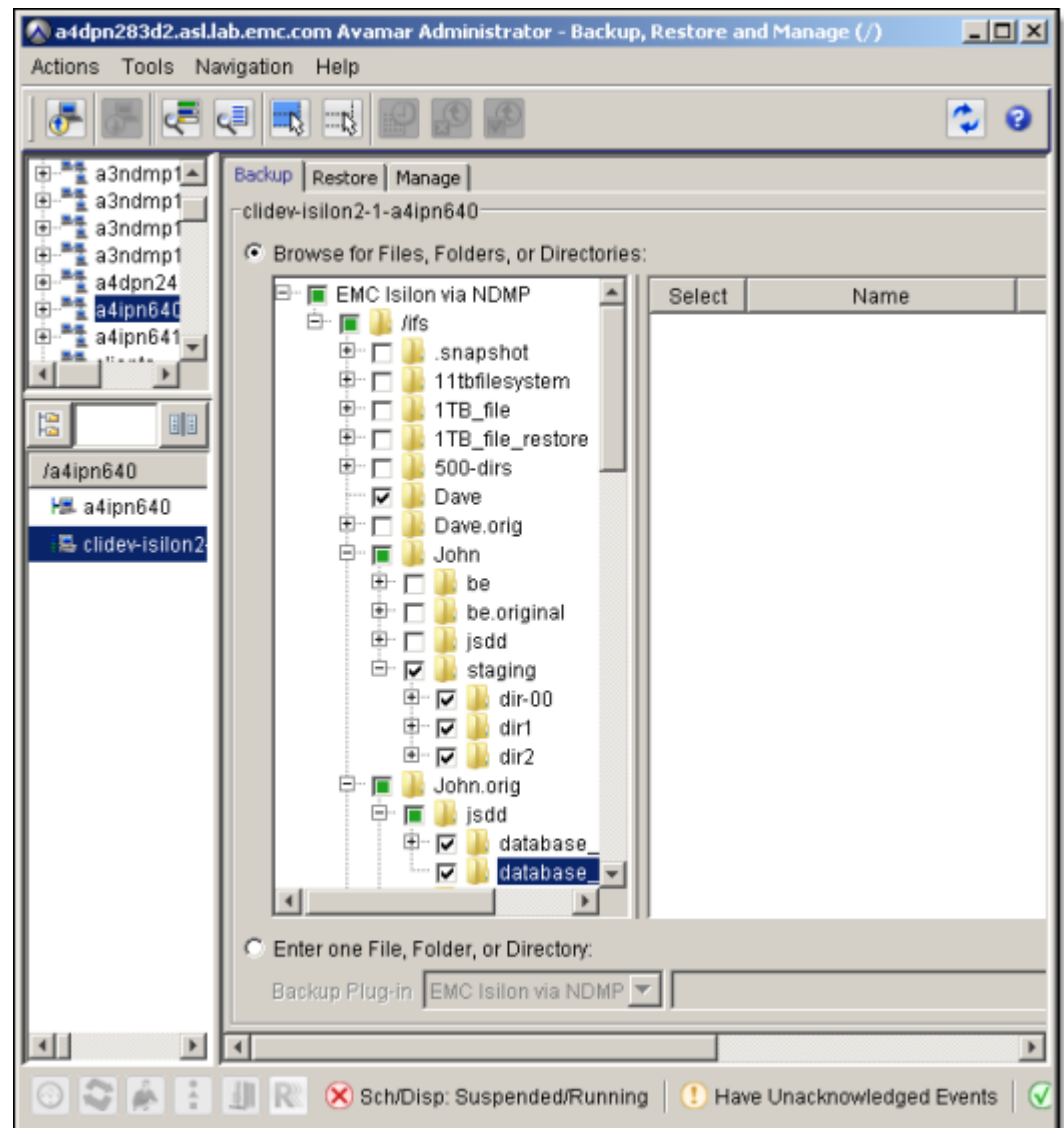 a4dpn283d2.asl.lab.emc.com Avamar Administrator - Backup, Restore and Manage (/)
Actions Tools Navigation Help
a3ndmp1
a3ndmp1
a3ndmp1
a3ndmp1
a4dpn24
a4ipn640
a4ipn641
clients
/a4ipn640
a4ipn640
clidev-isilon2-
Backup Restore Manage
clidev-isilon2-1-a4ipn640
Browse for Files, Folders, or Directories:
EMC Isilon via NDMP
/ifs
.snapshot
11tbfilesystem
1TB_file
1TB_file_restore
500-dirs
Dave
Dave.orig
John
be
be.original
jsdd
staging
dir-00
dir1
dir2
John.orig
jsdd
database_
database_
Select Name
Enter one File, Folder, or Directory:
Backup Plug-in EMC Isilon via NDMP
Sch/Disp: Suspended/Running Have Unacknowledged Events